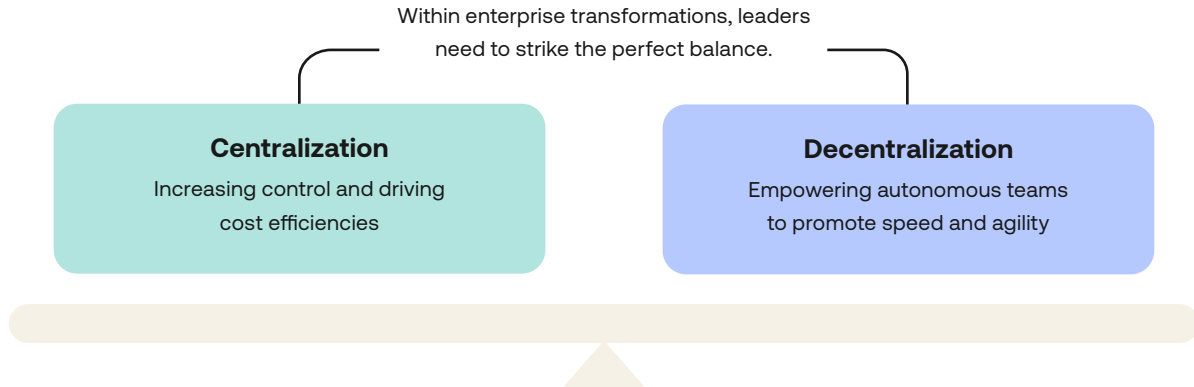 Within enterprise transformations, leaders
need to strike the perfect balance.
Centralization
Increasing control and driving
cost efficiencies
Decentralization
Empowering autonomous teams
to promote speed and agility